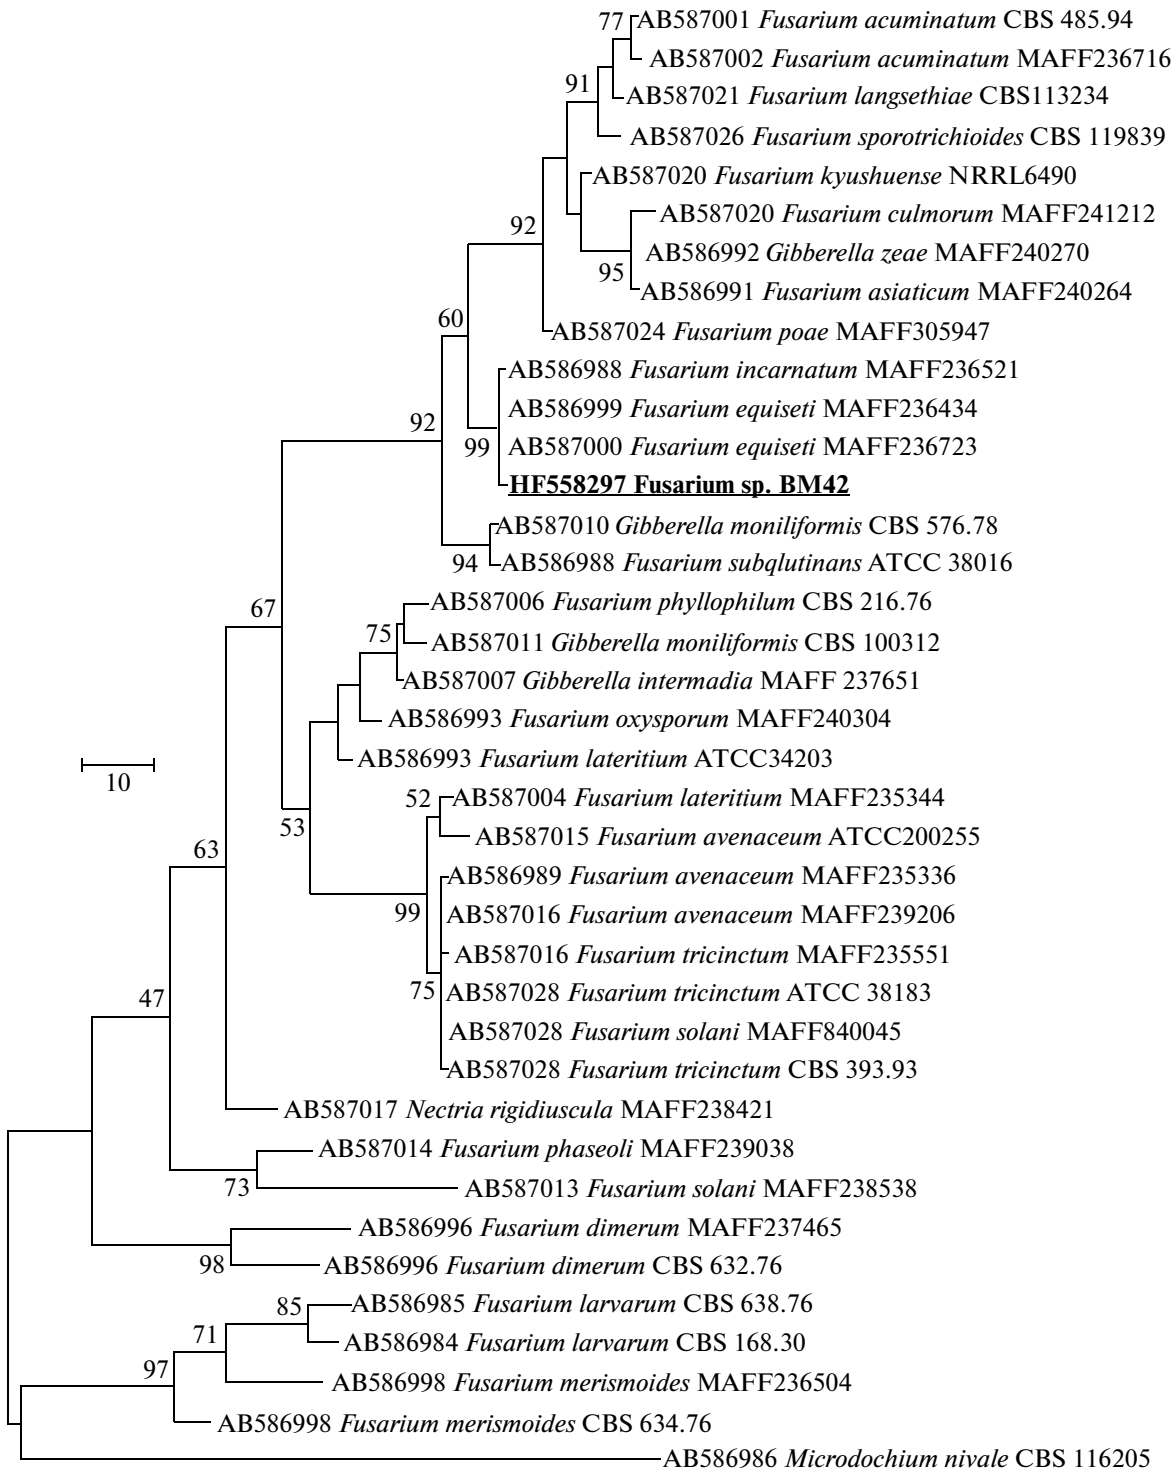 77
AB587001 Fusarium acuminatum CBS 485.94
AB587002 Fusarium acuminatum MAFF236716
91
AB587021 Fusarium langsethiae CBS113234
AB587026 Fusarium sporotrichioides CBS 119839
AB587020 Fusarium kyushuense NRRL6490
92
AB587020 Fusarium culmorum MAFF241212
AB586992 Gibberella zeae MAFF240270
95
AB586991 Fusarium asiaticum MAFF240264
60
AB587024 Fusarium poae MAFF305947
AB586988 Fusarium incarnatum MAFF236521
AB586999 Fusarium equiseti MAFF236434
92
99
AB587000 Fusarium equiseti MAFF236723
HF558297 Fusarium sp. BM42
AB587010 Gibberella moniliformis CBS 576.78
94
AB586988 Fusarium subqlutinans ATCC 38016
67
AB587006 Fusarium phyllophilum CBS 216.76
75
AB587011 Gibberella moniliformis CBS 100312
AB587007 Gibberella intermadia MAFF 237651
AB586993 Fusarium oxysporum MAFF240304
AB586993 Fusarium lateritium ATCC34203
10
52
AB587004 Fusarium lateritium MAFF235344
53
AB587015 Fusarium avenaceum ATCC200255
63
AB586989 Fusarium avenaceum MAFF235336
99
AB587016 Fusarium avenaceum MAFF239206
AB587016 Fusarium tricinctum MAFF235551
47
75
AB587028 Fusarium tricinctum ATCC 38183
AB587028 Fusarium solani MAFF840045
AB587028 Fusarium tricinctum CBS 393.93
AB587017 Nectria rigidiuscula MAFF238421
AB587014 Fusarium phaseoli MAFF239038
73
AB587013 Fusarium solani MAFF238538
AB586996 Fusarium dimerum MAFF237465
98
AB586996 Fusarium dimerum CBS 632.76
85
AB586985 Fusarium larvarum CBS 638.76
71
AB586984 Fusarium larvarum CBS 168.30
97
AB586998 Fusarium merismoides MAFF236504
AB586998 Fusarium merismoides CBS 634.76
AB586986 Microdochium nivale CBS 116205